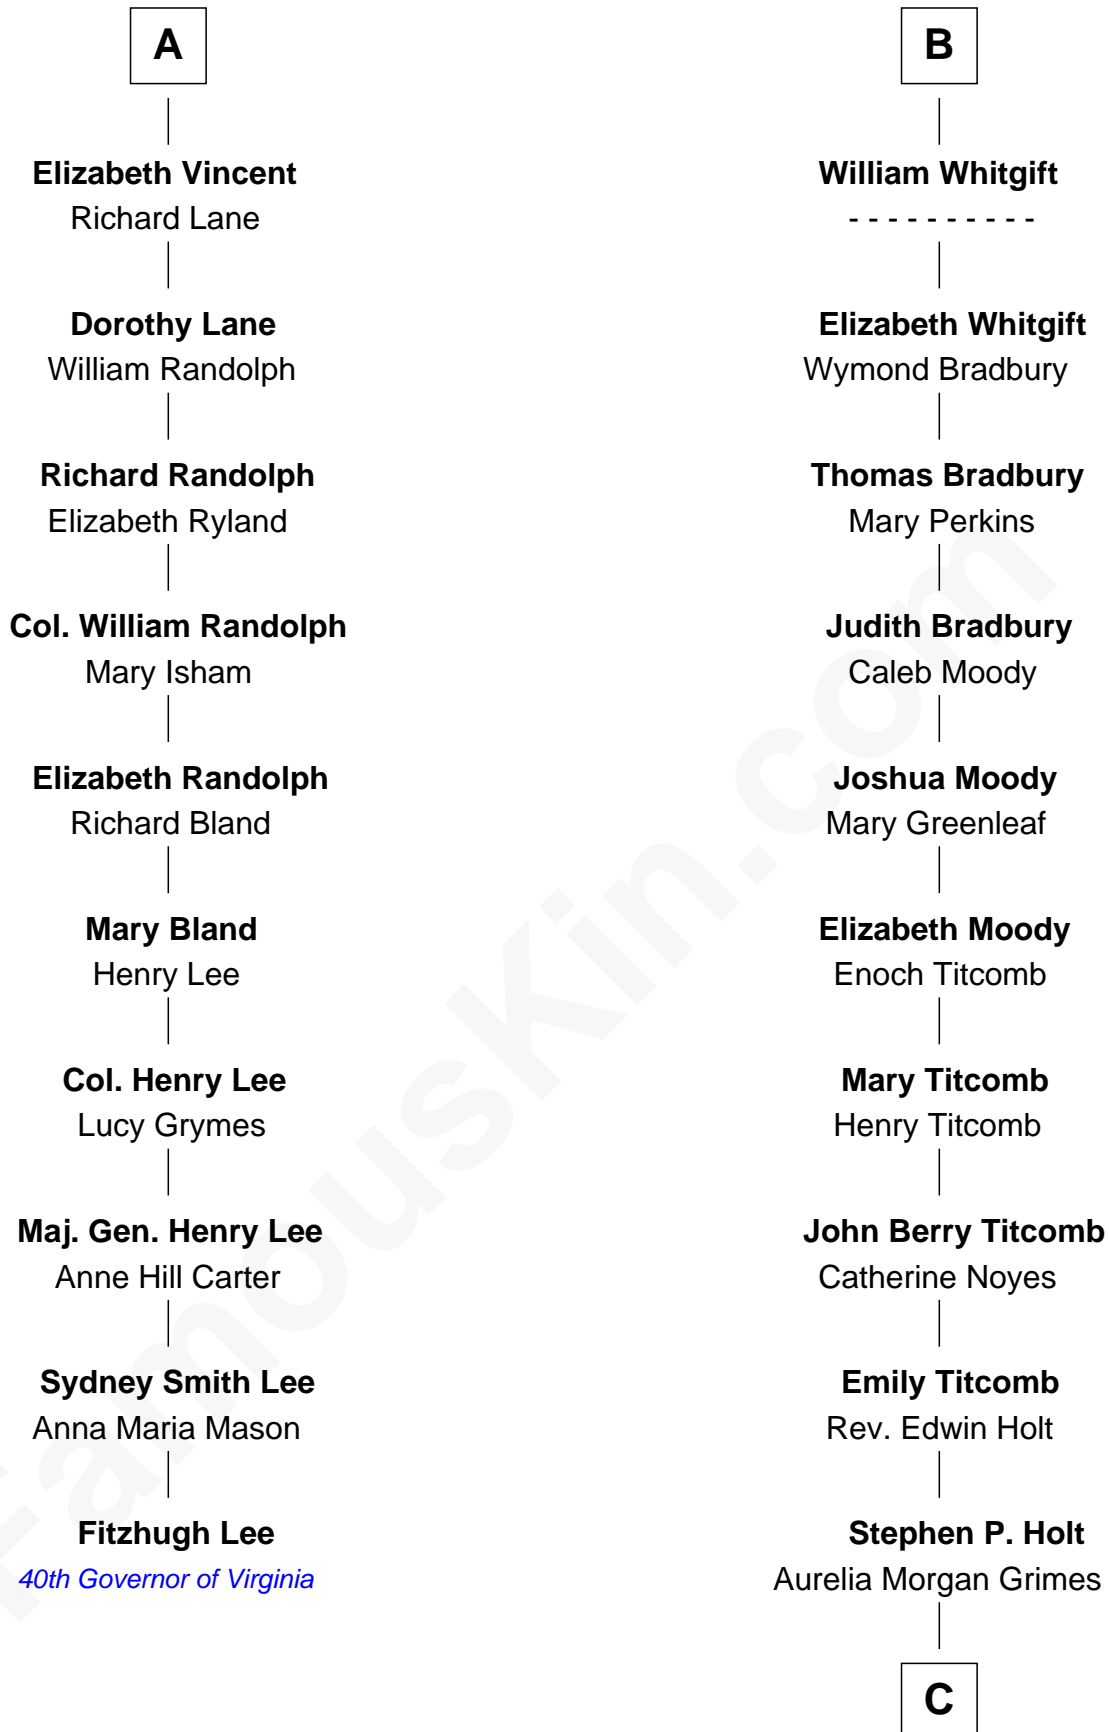 A
Elizabeth Vincent
Richard Lane
Dorothy Lane
William Randolph
Richard Randolph
Elizabeth Ryland
Col. William Randolph
Mary Isham
Elizabeth Randolph
Richard Bland
Mary Bland
Henry Lee
Col. Henry Lee
Lucy Grymes
Maj. Gen. Henry Lee
Anne Hill Carter
Sydney Smith Lee
Anna Maria Mason
Fitzhugh Lee
40th Governor of Virginia
B
William Whitgift
- - - - - - - - - -
Elizabeth Whitgift
Wymond Bradbury
Thomas Bradbury
Mary Perkins
Judith Bradbury
Caleb Moody
Joshua Moody
Mary Greenleaf
Elizabeth Moody
Enoch Titcomb
Mary Titcomb
Henry Titcomb
John Berry Titcomb
Catherine Noyes
Emily Titcomb
Rev. Edwin Holt
Stephen P. Holt
Aurelia Morgan Grimes
C
FamousKin.com